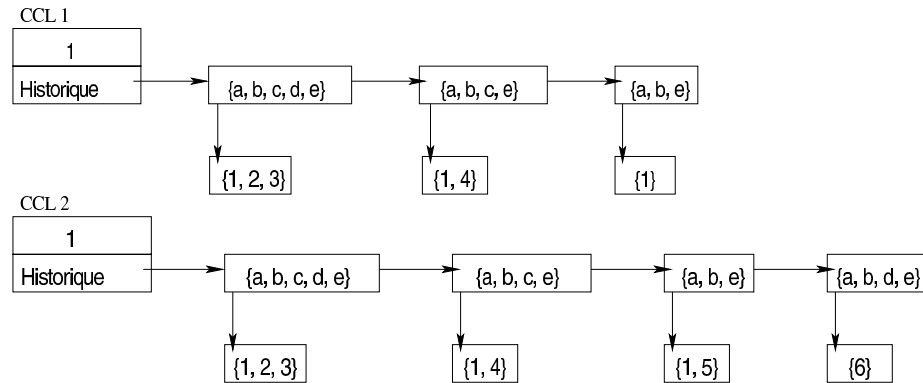 CCL 1
1
Historique
{a, b, c, d, e}
{a, b, c, e}
{a, b, e}
{1, 2, 3}
{1, 4}
{1}
CCL 2
1
Historique
{a, b, c, d, e}
{a, b, c, e}
{a, b, e}
{a, b, d, e}
{1, 2, 3}
{1, 4}
{1, 5}
{6}